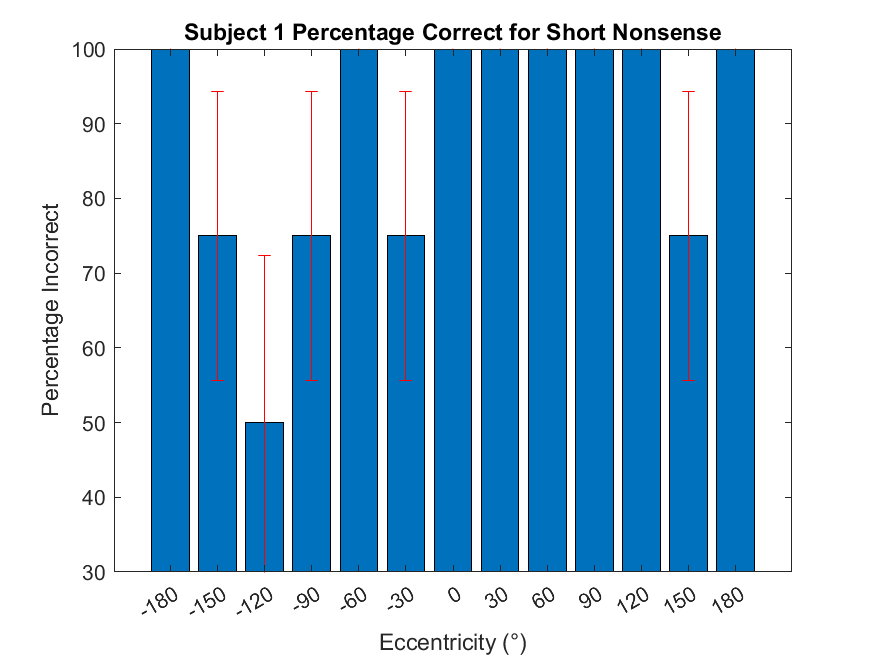 Subject 1 Percentage Correct for Short Nonsense
100
90
80
70
60
50
40
30
Percentage Incorrect
-180 -150 -120 -90 -60 -30 0 30 60 90 120 150 180
Eccentricity (°)